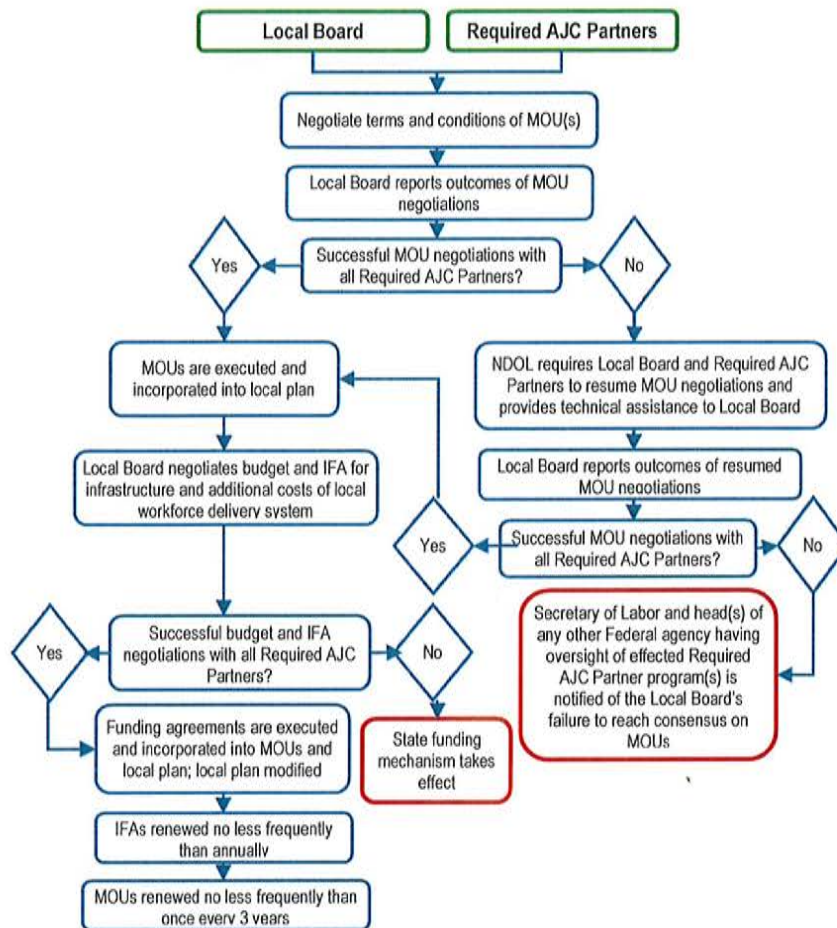 Local Board
Required AJC Partners
Negotiate terms and conditions of MOU(s)
Local Board reports outcomes of MOU
negotiations
Yes
Successful MOU negotiations with
all Required AJC Partners?
No
MOUs are executed and
incorporated into local plan
NDOL requires Local Board and Required AJC
Partners to resume MOU negotiations and
provides technical assistance to Local Board
Local Board negotiates budget and IFA for
infrastructure and additional costs of local
workforce delivery system
Local Board reports outcomes of resumed
MOU negotiations
Yes
Successful MOU negotiations with
all Required AJC Partners?
No
Yes
Successful budget and IFA
negotiations with all Required AJC
Partners?
No
Secretary of Labor and head(s) of
any other Federal agency having
oversight of effected Required
AJC Partner program(s) is
notified of the Local Board's
failure to reach consensus on
MOUs
Funding agreements are executed
and incorporated into MOUs and
local plan; local plan modified
State funding
mechanism takes
effect
IFAs renewed no less frequently
than annually
MOUs renewed no less frequently than
once every 3 years